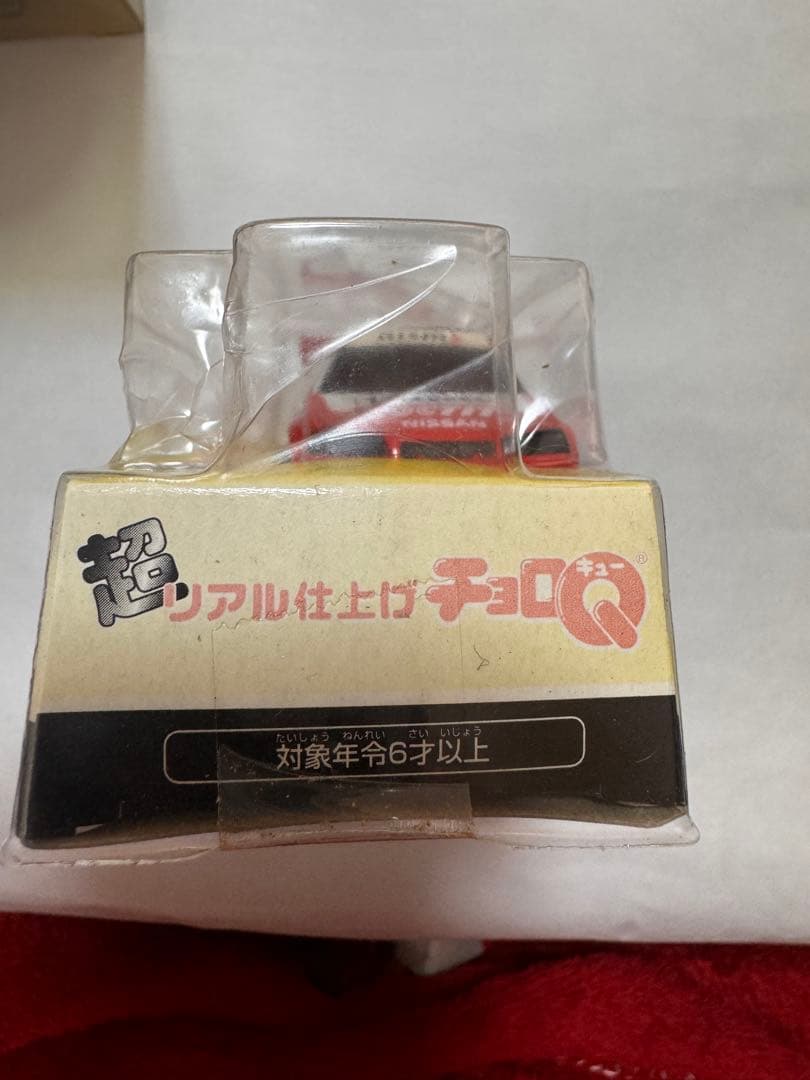 超リアル仕上げチョロQ®
キュー
たいしょう ねんれい さい いじょう
対象年令6才以上